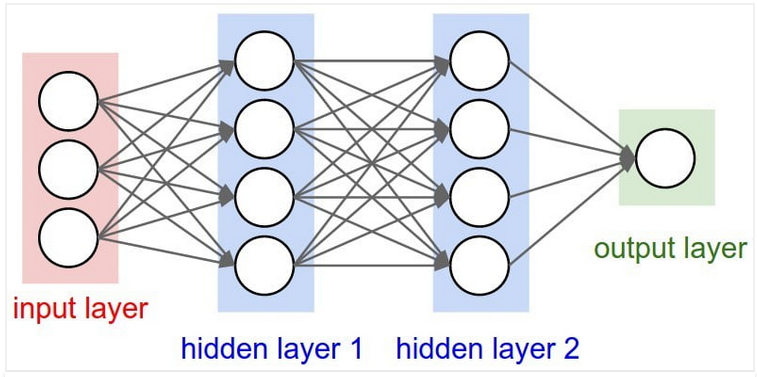 input layer
hidden layer 1
hidden layer 2
output layer